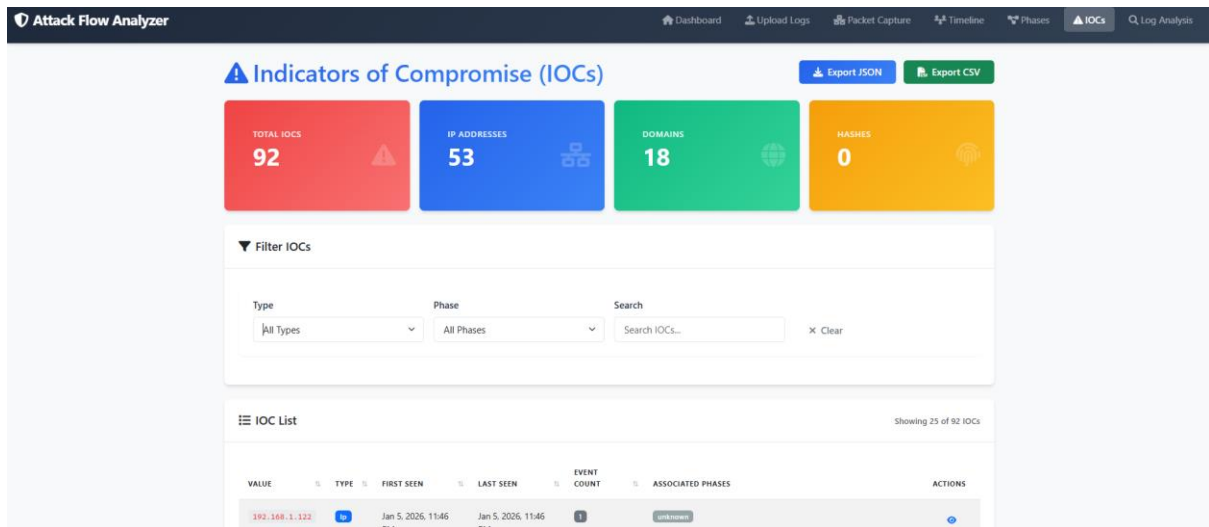 Attack Flow Analyzer
Dashboard Upload Logs Packet Capture Timeline Phases IOCs Log Analysis
Indicators of Compromise (IOCs)
Export JSON Export CSV
TOTAL IOCS IP ADDRESSES DOMAINS HASHES
92 53 18 0
Filter IOCs
Type Phase Search
All Types All Phases Search IOCs... × Clear
IOC List Showing 25 of 92 IOCs
EVENT
VALUE TYPE FIRST SEEN LAST SEEN COUNT ASSOCIATED PHASES ACTIONS
192.168.1.122 ip Jan 5, 2026, 11:46 Jan 5, 2026, 11:46 1 unknown